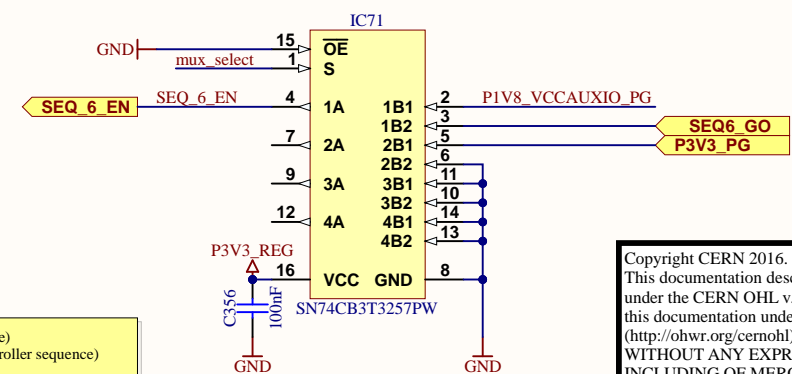 IC71
GND 15 OE
mux_select 1 S
SEQ_6_EN SEQ_6_EN 4 1A 1B1 2 P1V8_VCCAUXIO_PG
1B2 3 SEQ6_GO
7 2A 2B1 5 P3V3_PG
2B2 6
9 3A 3B1 11
3B2 10
12 4A 4B1 14
4B2 13
P3V3_REG
16 VCC GND 8
SN74CB3T3257PW
C356 100nF
GND GND
e)
roller sequence)
Copyright CERN 2016.
This documentation desc
under the CERN OHL v.
this documentation unde
(http://ohwr.org/cernohl)
WITHOUT ANY EXPR
INCLUDING OF MERC